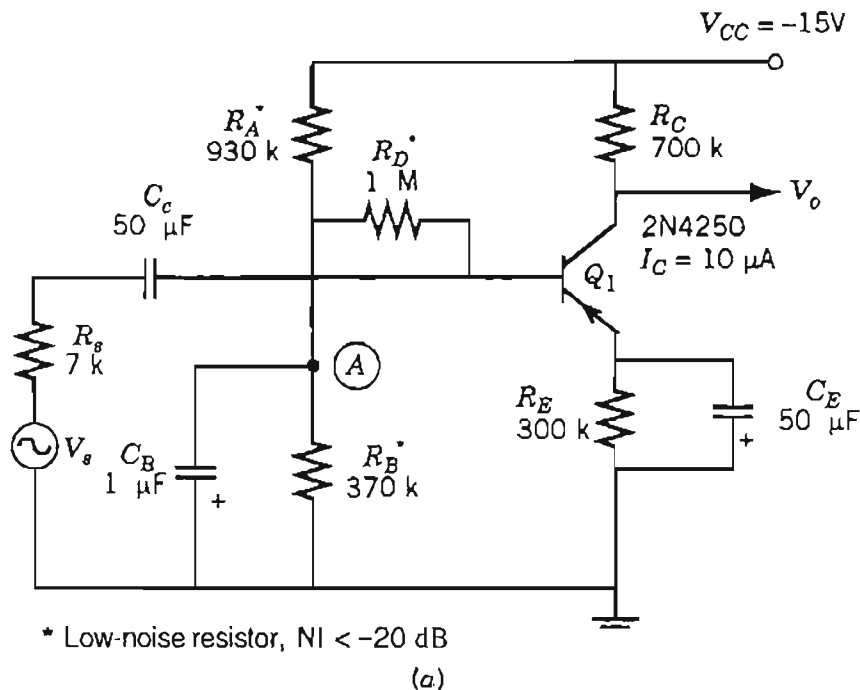 V_CC = -15V
R_A*
930 k
R_D*
1 M
R_C
700 k
C_c
50 µF
V_o
2N4250
I_C = 10 µA
Q_1
R_s
7 k
A
V_s
C_B
1 µF
+
R_B*
370 k
R_E
300 k
C_E
50 µF
+
* Low-noise resistor, NI < -20 dB
(a)